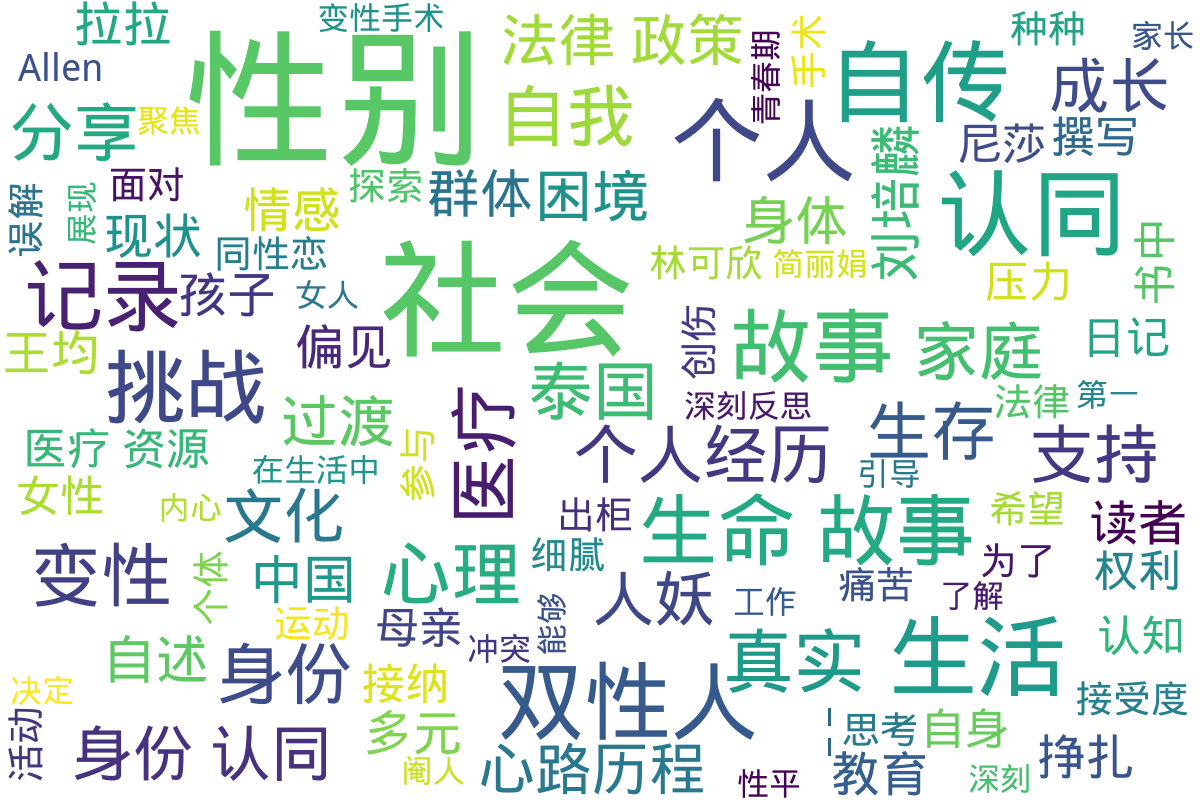 拉拉
变性手术
法律 政策
青春期
手术
种种
家长
Allen
性别
自传
成长
分享
聚焦
自我
个人
刘培麟
尼莎
撰写
误解
展现
面对
情感
探索
群体
困境
身体
认同
现状
同性恋
社会
林可欣
简丽娟
压力
书中
记录
孩子
女人
王均
偏见
创伤
故事
家庭
日记
挑战
泰国
深刻反思
法律
第一
过渡
医疗
生存
医疗 资源
参与
个人经历
支持
在生活中
引导
女性
内心
文化
出柜
生命 故事
希望
读者
变性
个体
中国
心理
细腻
为了
权利
人妖
工作
痛苦
了解
运动
母亲
能够
自述
身份
冲突
真实
生活
认知
决定
接纳
双性人
接受度
活动
身份 认同
多元
思考
自身
阉人
心路历程
性平
教育
深刻
挣扎